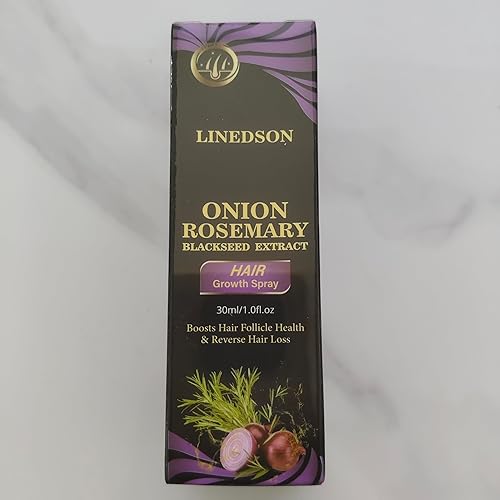 LINEDSON
ONION
ROSEMARY
BLACKSEED EXTRACT
HAIR
Growth Spray
30ml/1.0fl.oz
Boosts Hair Follicle Health
& Reverse Hair Loss